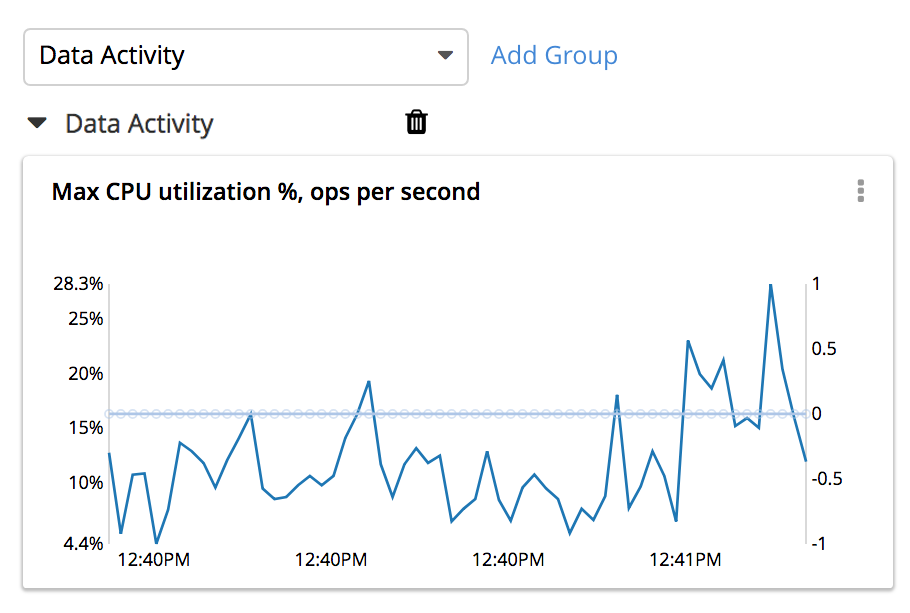 Data Activity Add Group
Data Activity
Max CPU utilization %, ops per second
28.3% 1
25%
0.5
20%
0
15%
-0.5
10%
4.4% -1
12:40PM 12:40PM 12:40PM 12:41PM